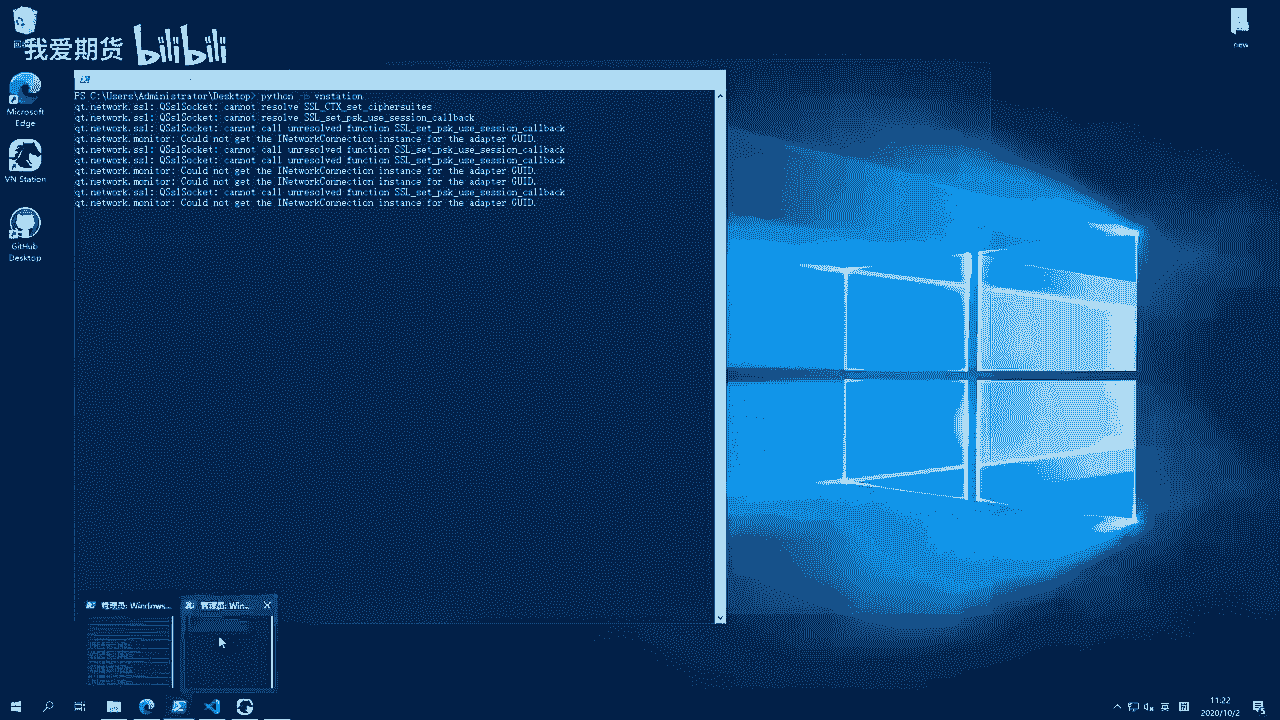 我爱期货 bilibili
new
Microsoft
Edge
VN Station
GitHub
Desktop
PS C:\Users\Administrator\Desktop> python -m vnstation
qt.network.ssl: QSslSocket: cannot resolve SSL_CTX_set_ciphersuites
qt.network.ssl: QSslSocket: cannot resolve SSL_set_psk_use_session_callback
qt.network.ssl: QSslSocket: cannot call unresolved function SSL_set_psk_use_session_callback
qt.network.monitor: Could not get the INetworkConnection instance for the adapter GUID.
qt.network.ssl: QSslSocket: cannot call unresolved function SSL_set_psk_use_session_callback
qt.network.ssl: QSslSocket: cannot call unresolved function SSL_set_psk_use_session_callback
qt.network.monitor: Could not get the INetworkConnection instance for the adapter GUID.
qt.network.monitor: Could not get the INetworkConnection instance for the adapter GUID.
qt.network.ssl: QSslSocket: cannot call unresolved function SSL_set_psk_use_session_callback
qt.network.monitor: Could not get the INetworkConnection instance for the adapter GUID.
管理员: Windows... 管理员: Win...
11:22
2020/10/2